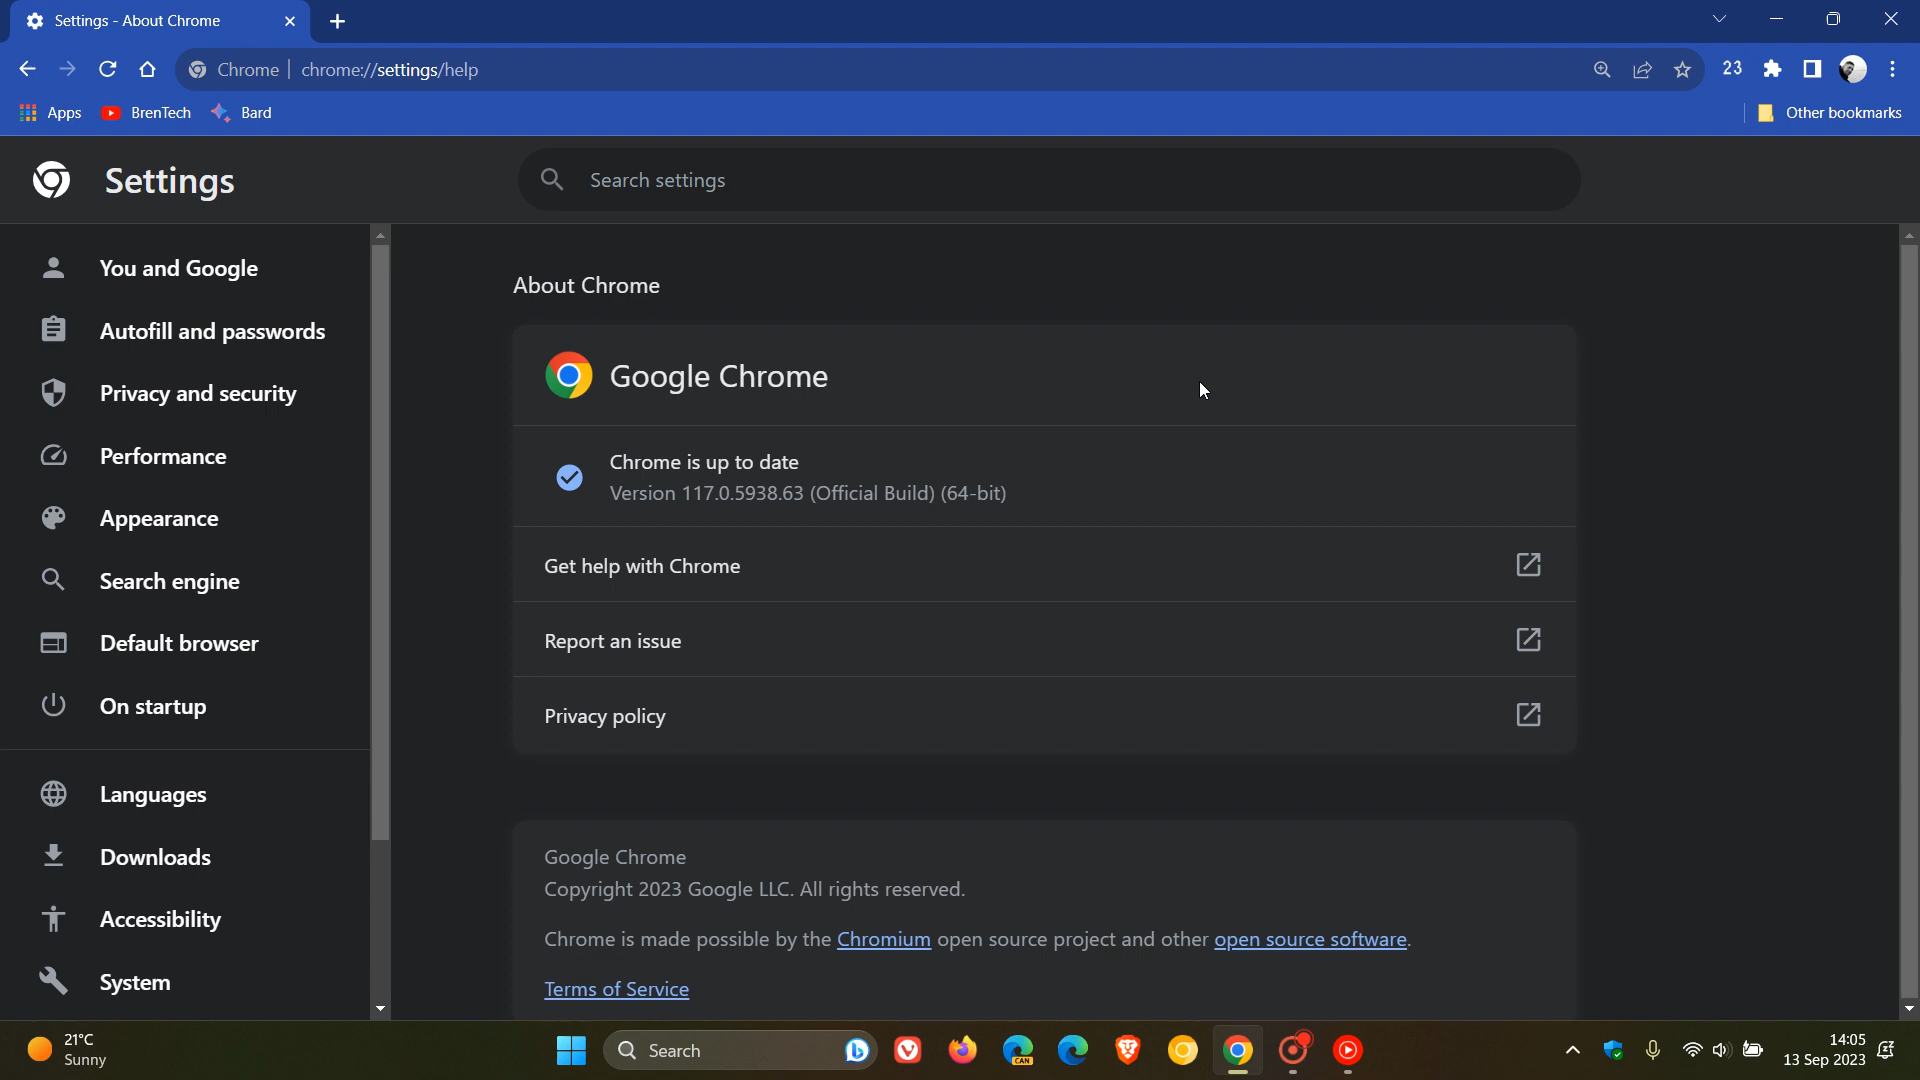 Settings - About Chrome
Chrome | chrome://settings/help
23
Apps
BrenTech
Bard
Other bookmarks
Settings
Search settings
You and Google
Autofill and passwords
Privacy and security
Performance
Appearance
Search engine
Default browser
On startup
Languages
Downloads
Accessibility
System
About Chrome
Google Chrome
Chrome is up to date
Version 117.0.5938.63 (Official Build) (64-bit)
Get help with Chrome
Report an issue
Privacy policy
Google Chrome
Copyright 2023 Google LLC. All rights reserved.
Chrome is made possible by the Chromium open source project and other open source software.
Terms of Service
21°C
Sunny
Search
CAN
14:05
13 Sep 2023